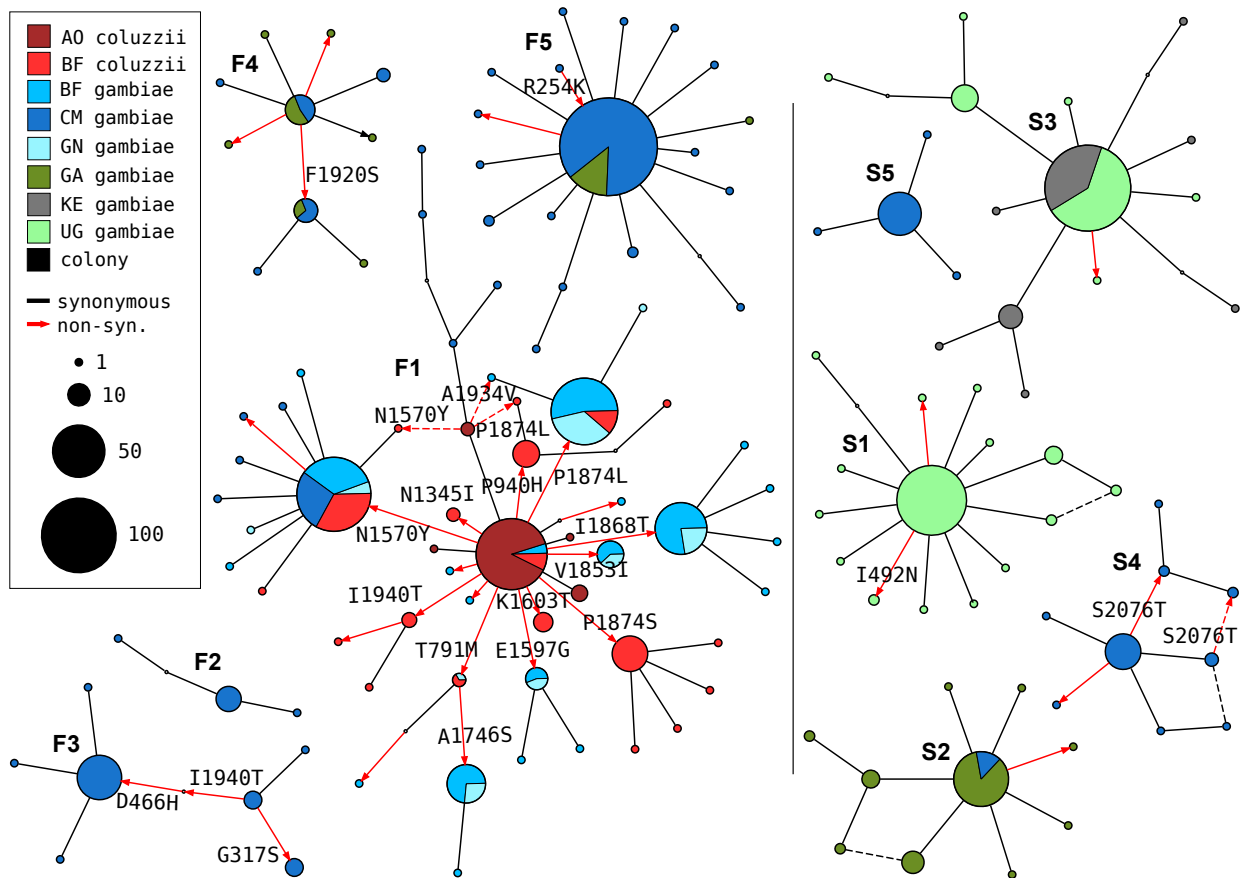 AO coluzzii
BF coluzzii
BF gambiae
CM gambiae
GN gambiae
GA gambiae
KE gambiae
UG gambiae
colony
synonymous
non-syn.
1
10
50
100
F4
F1920S
F5
R254K
F1
A1934V
N1570Y
P1874L
P940H
P1874L
N1345I
N1570Y
I1868T
V1853I
K1603T
I1940T
P1874S
T791M
E1597G
A1746S
F2
F3
I1940T
D466H
G317S
S3
S5
S1
I492N
S4
S2076T
S2076T
S2